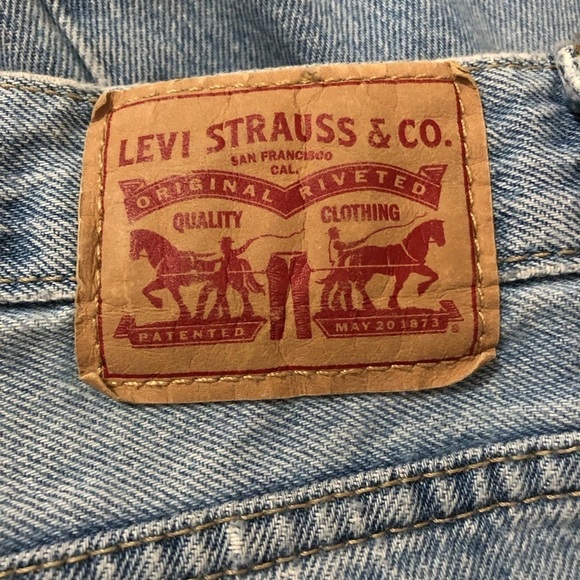 LEVI STRAUSS & CO.
SAN FRANCISCO
CAL.
ORIGINAL RIVETED
QUALITY CLOTHING
PATENTED MAY 20 1873